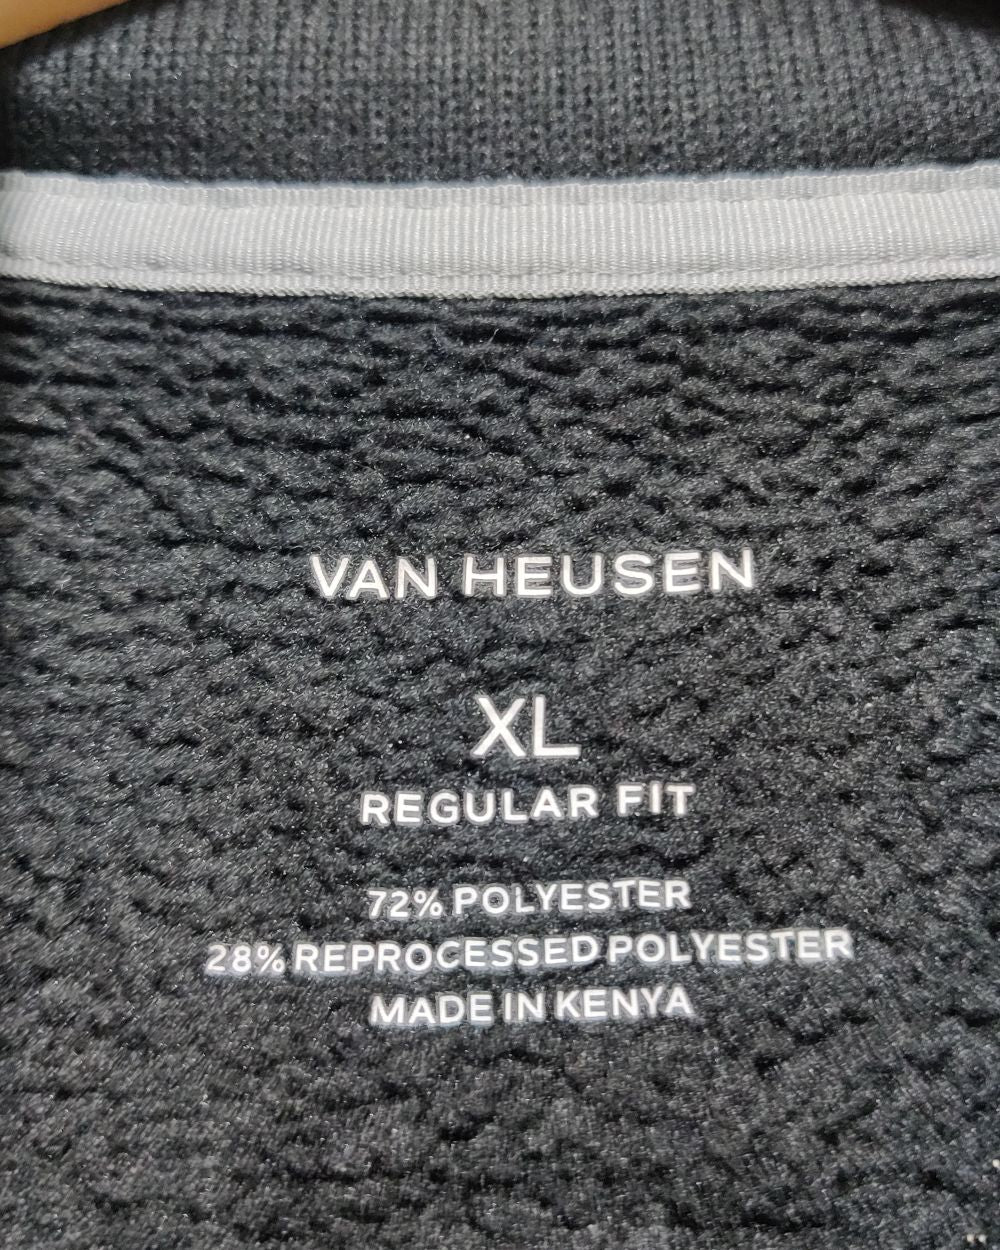 VAN HEUSEN
XL
REGULAR FIT
72% POLYESTER
28% REPROCESSED POLYESTER
MADE IN KENYA